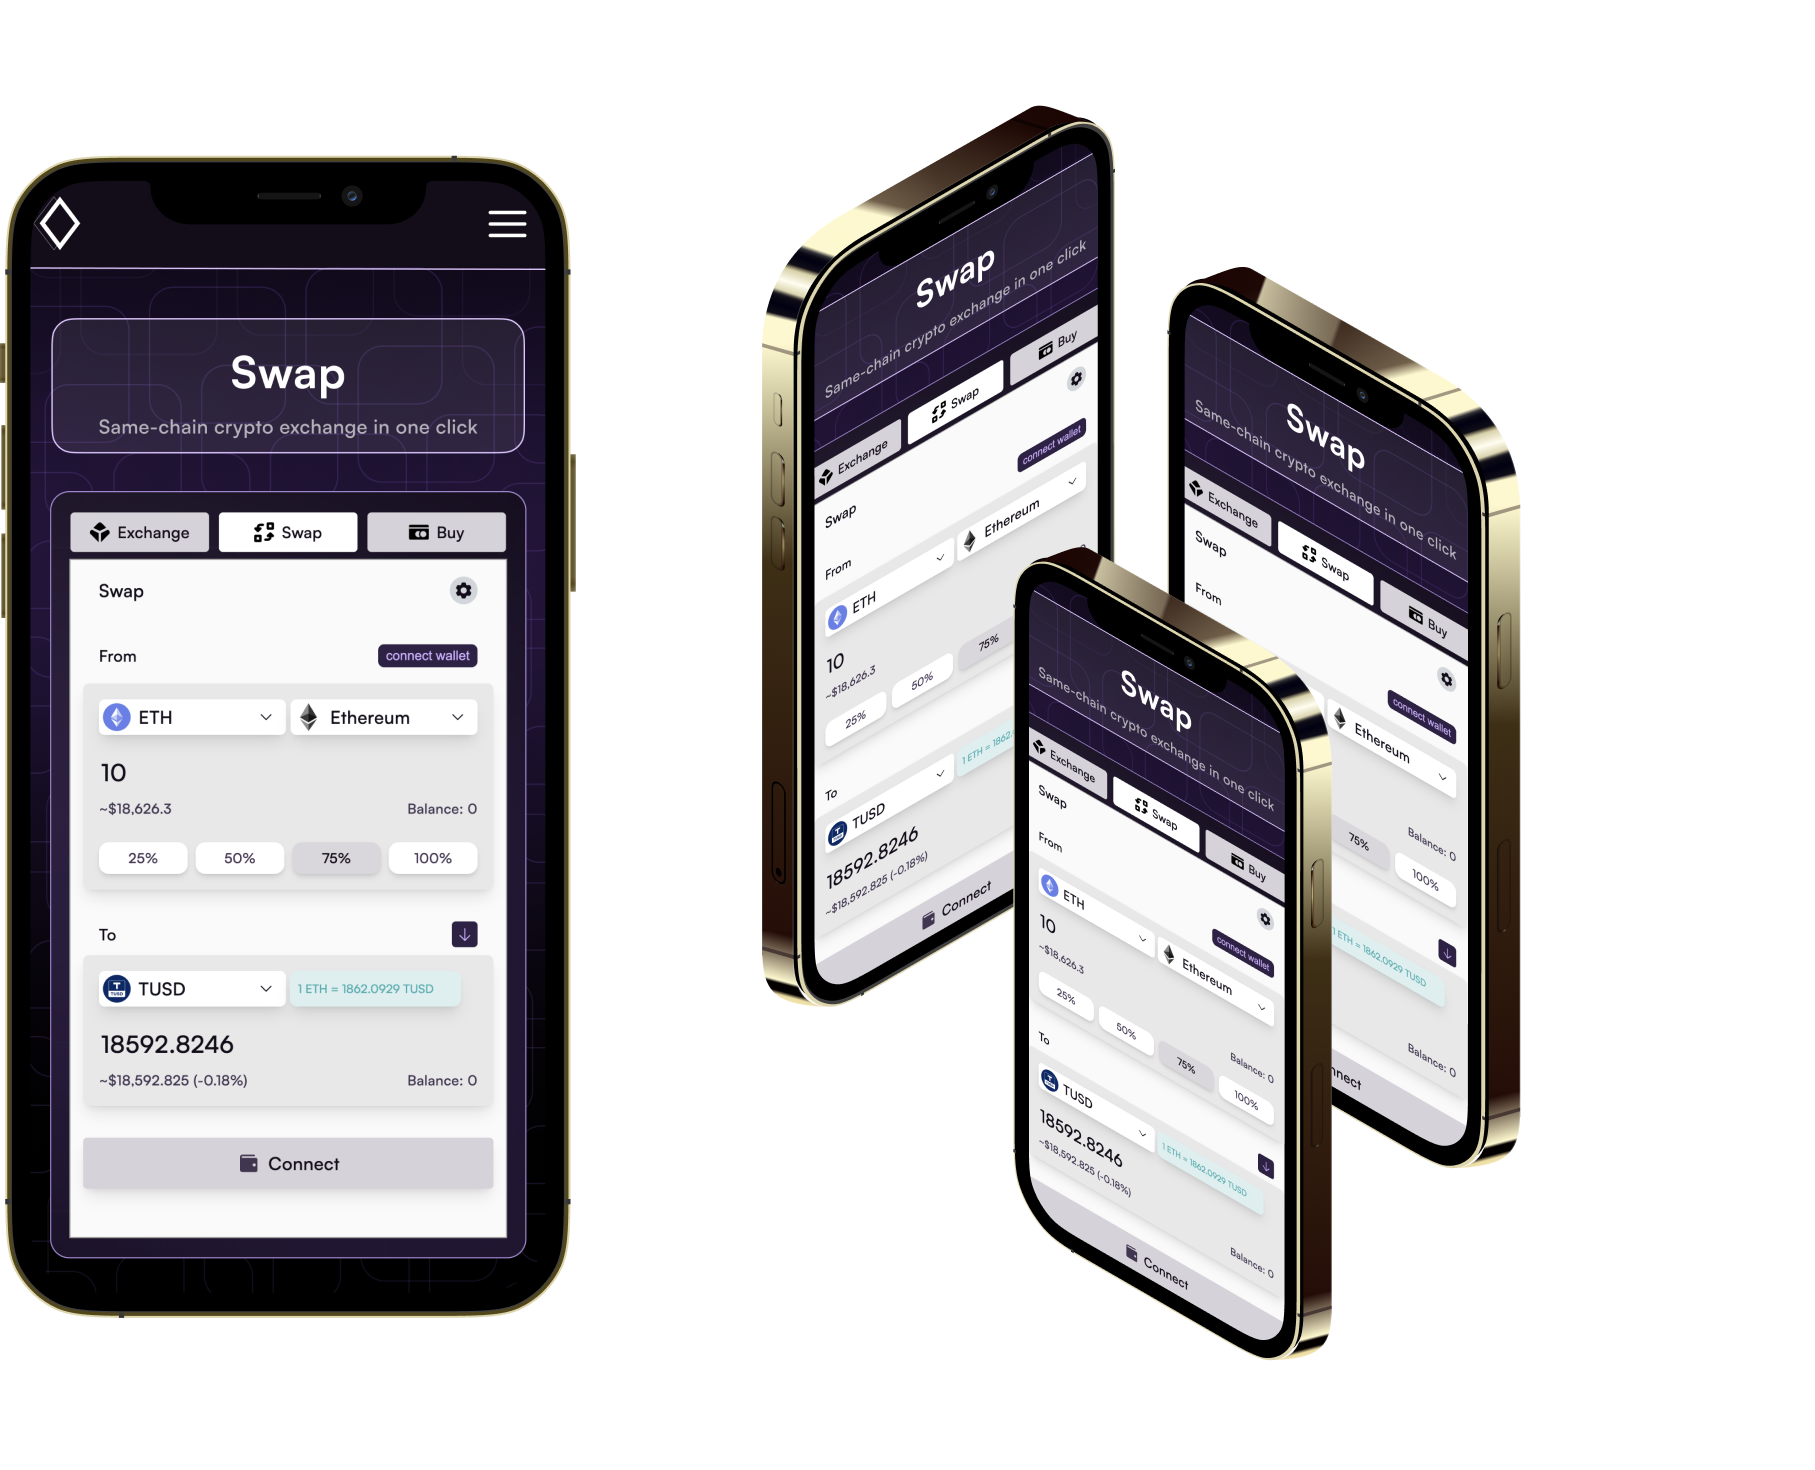 Swap
Same-chain crypto exchange in one click
Exchange
Swap
Buy
Swap
From
connect wallet
ETH
Ethereum
10
~$18,626.3
Balance: 0
25%
50%
75%
100%
To
TUSD
1 ETH = 1862.0929 TUSD
18592.8246
~$18,592.825 (-0.18%)
Balance: 0
Connect
Swap
Same-chain crypto exchange in one click
Exchange
Swap
Buy
Swap
connect wallet
From
Ethereum
ETH
10
~$18,626.3
25%
50%
75%
To
1 ETH = 1862.
TUSD
18592.8246
~$18,592.825 (-0.18%)
Connect
Swap
Same-chain crypto exchange in one click
Exchange
Swap
Buy
Swap
From
connect wallet
Ethereum
Balance: 0
75%
100%
1 ETH = 1862.0929 TUSD
Balance: 0
nnect
Swap
Same-chain crypto exchange in one click
Exchange
Swap
Buy
Swap
From
connect wallet
ETH
Ethereum
10
~$18,626.3
Balance: 0
25%
50%
75%
100%
To
TUSD
1 ETH = 1862.0929 TUSD
18592.8246
~$18,592.825 (-0.18%)
Balance: 0
Connect